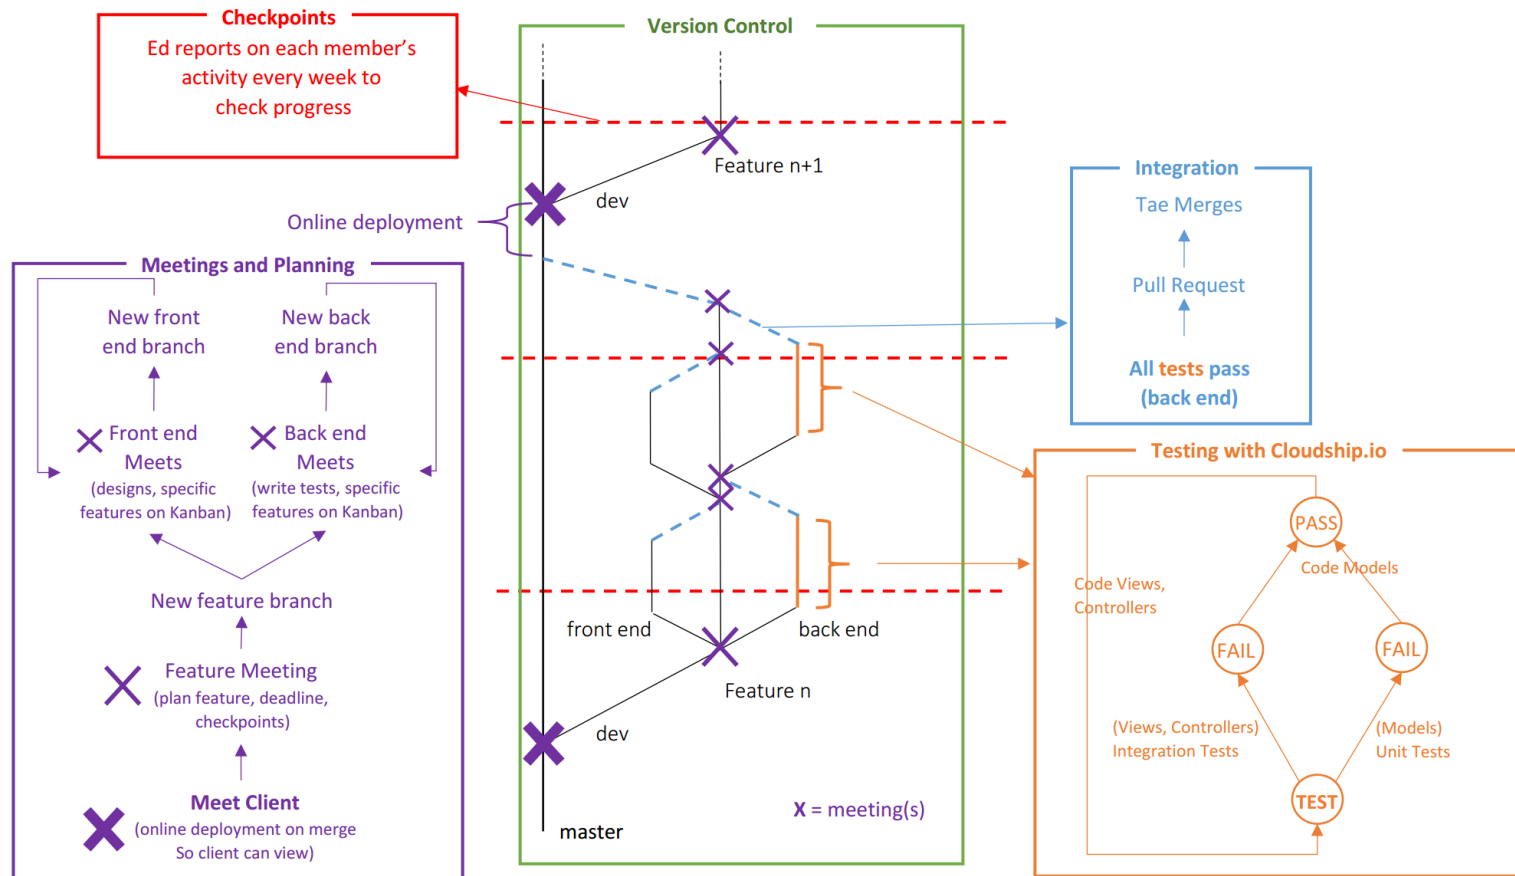 Checkpoints
Ed reports on each member's
activity every week to
check progress
Version Control
Feature n+1
dev
Online deployment
front end
back end
Feature n
dev
X = meeting(s)
master
Meetings and Planning
New front
end branch
New back
end branch
Front end
Meets
(designs, specific
features on Kanban)
Back end
Meets
(write tests, specific
features on Kanban)
New feature branch
Feature Meeting
(plan feature, deadline,
checkpoints)
Meet Client
(online deployment on merge
So client can view)
Integration
Tae Merges
Pull Request
All tests pass
(back end)
Testing with Cloudship.io
PASS
Code Views,
Controllers
Code Models
FAIL
FAIL
(Views, Controllers)
Integration Tests
(Models)
Unit Tests
TEST